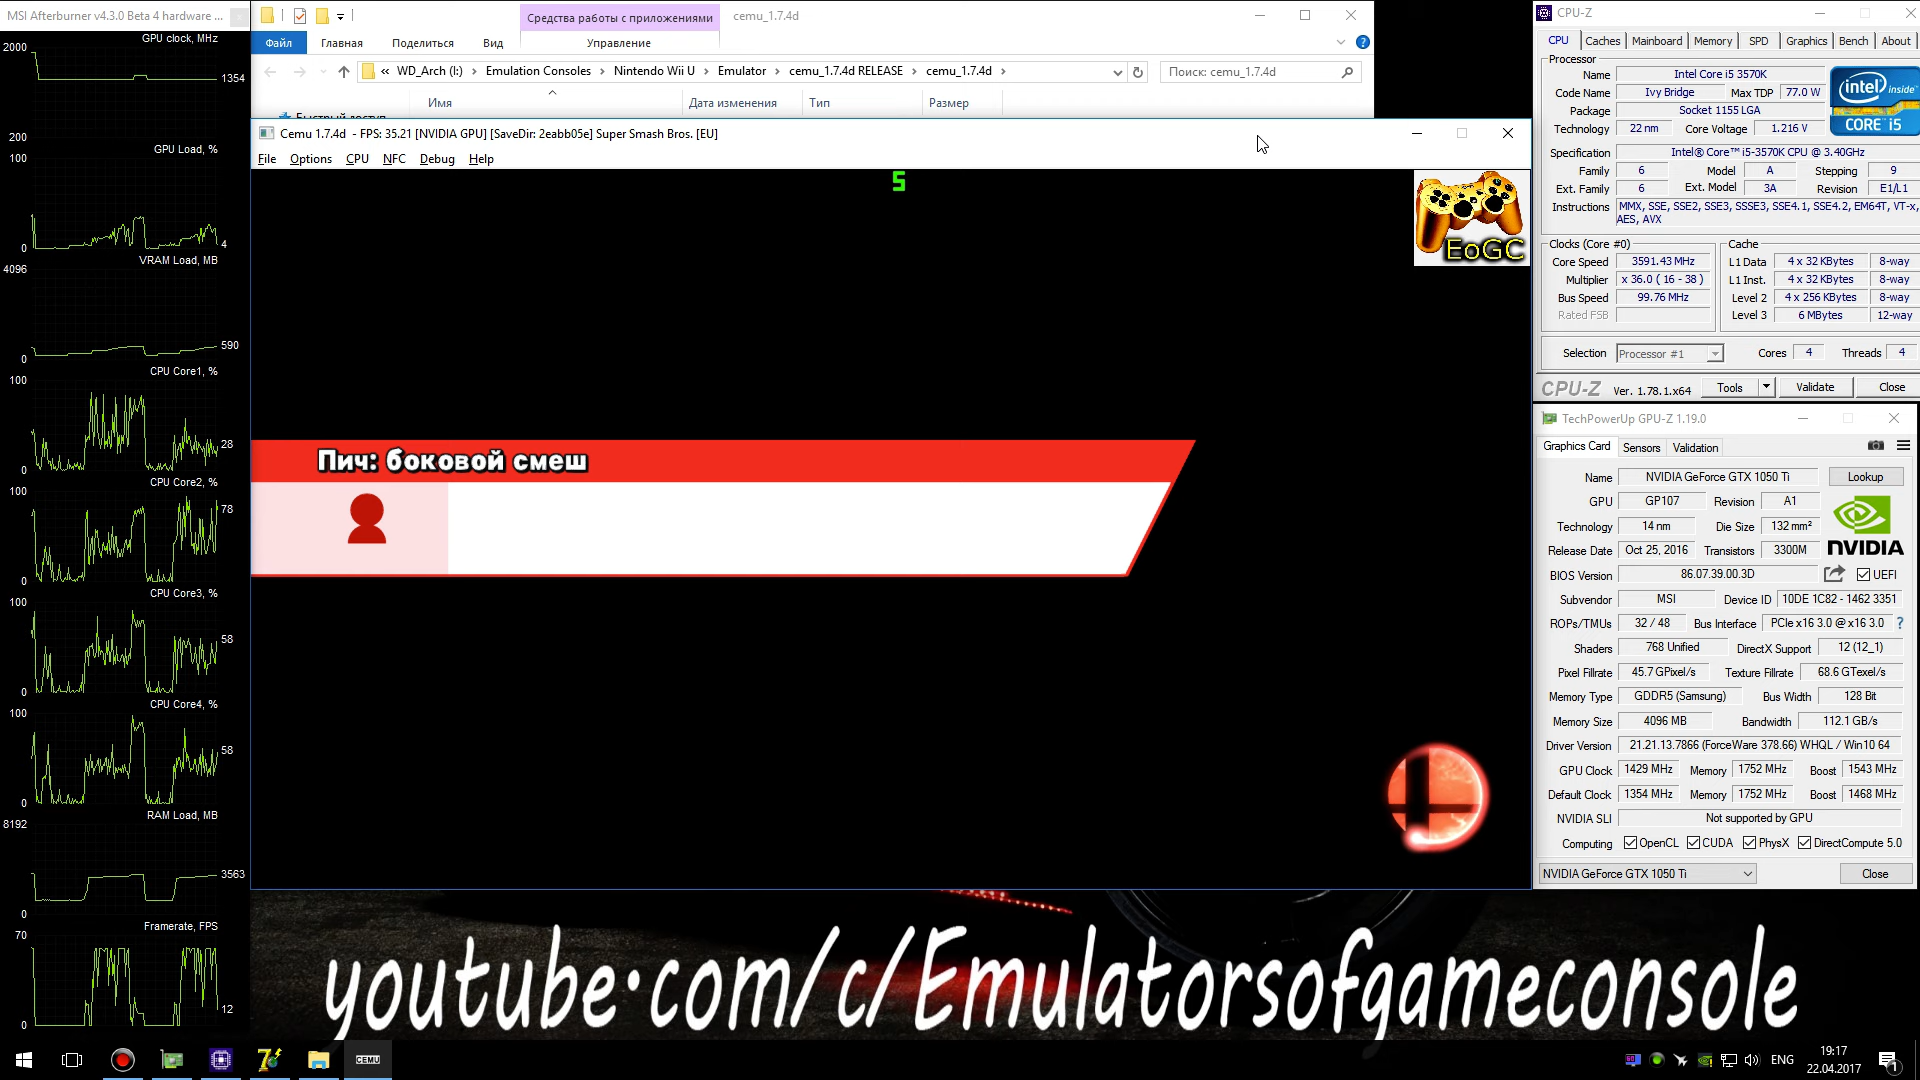 MSI Afterburner v4.3.0 Beta 4 hardware ...
GPU clock, MHz
2000
1354
200
GPU Load, %
100
4
0
VRAM Load, MB
4096
590
0
CPU Core1, %
100
28
0
CPU Core2, %
100
78
0
CPU Core3, %
100
58
0
CPU Core4, %
100
58
0
RAM Load, MB
8192
3563
0
Framerate, FPS
70
12
0
Средства работы с приложениями
cemu_1.7.4d
Файл Главная Поделиться Вид Управление
« WD_Arch (I:) › Emulation Consoles › Nintendo Wii U › Emulator › cemu_1.7.4d RELEASE › cemu_1.7.4d ›
Поиск: cemu_1.7.4d
Имя Дата изменения Тип Размер
Быстрый доступ
Cemu 1.7.4d - FPS: 35.21 [NVIDIA GPU] [SaveDir: 2eabb05e] Super Smash Bros. [EU]
File Options CPU NFC Debug Help
5
EoGC
Пич: боковой смеш
youtube.com/c/Emulatorsofgameconsole
CPU-Z
CPU Caches Mainboard Memory SPD Graphics Bench About
Processor
Name Intel Core i5 3570K
Code Name Ivy Bridge Max TDP 77.0 W
Package Socket 1155 LGA
Technology 22 nm Core Voltage 1.216 V
intel inside™
CORE i5
Specification Intel® Core™ i5-3570K CPU @ 3.40GHz
Family 6 Model A Stepping 9
Ext. Family 6 Ext. Model 3A Revision E1/L1
Instructions MMX, SSE, SSE2, SSE3, SSSE3, SSE4.1, SSE4.2, EM64T, VT-x,
AES, AVX
Clocks (Core #0) Cache
Core Speed 3591.43 MHz L1 Data 4 x 32 KBytes 8-way
Multiplier x 36.0 ( 16 - 38 ) L1 Inst. 4 x 32 KBytes 8-way
Bus Speed 99.76 MHz Level 2 4 x 256 KBytes 8-way
Rated FSB Level 3 6 MBytes 12-way
Selection Processor #1 Cores 4 Threads 4
CPU-Z Ver. 1.78.1.x64 Tools Validate Close
TechPowerUp GPU-Z 1.19.0
Graphics Card Sensors Validation
Name NVIDIA GeForce GTX 1050 Ti Lookup
GPU GP107 Revision A1
Technology 14 nm Die Size 132 mm²
Release Date Oct 25, 2016 Transistors 3300M
NVIDIA
BIOS Version 86.07.39.00.3D UEFI
Subvendor MSI Device ID 10DE 1C82 - 1462 3351
ROPs/TMUs 32 / 48 Bus Interface PCIe x16 3.0 @ x16 3.0 ?
Shaders 768 Unified DirectX Support 12 (12_1)
Pixel Fillrate 45.7 GPixel/s Texture Fillrate 68.6 GTexel/s
Memory Type GDDR5 (Samsung) Bus Width 128 Bit
Memory Size 4096 MB Bandwidth 112.1 GB/s
Driver Version 21.21.13.7866 (ForceWare 378.66) WHQL / Win10 64
GPU Clock 1429 MHz Memory 1752 MHz Boost 1543 MHz
Default Clock 1354 MHz Memory 1752 MHz Boost 1468 MHz
NVIDIA SLI Not supported by GPU
Computing OpenCL CUDA PhysX DirectCompute 5.0
NVIDIA GeForce GTX 1050 Ti Close
CEMU
ENG
19:17
22.04.2017
1